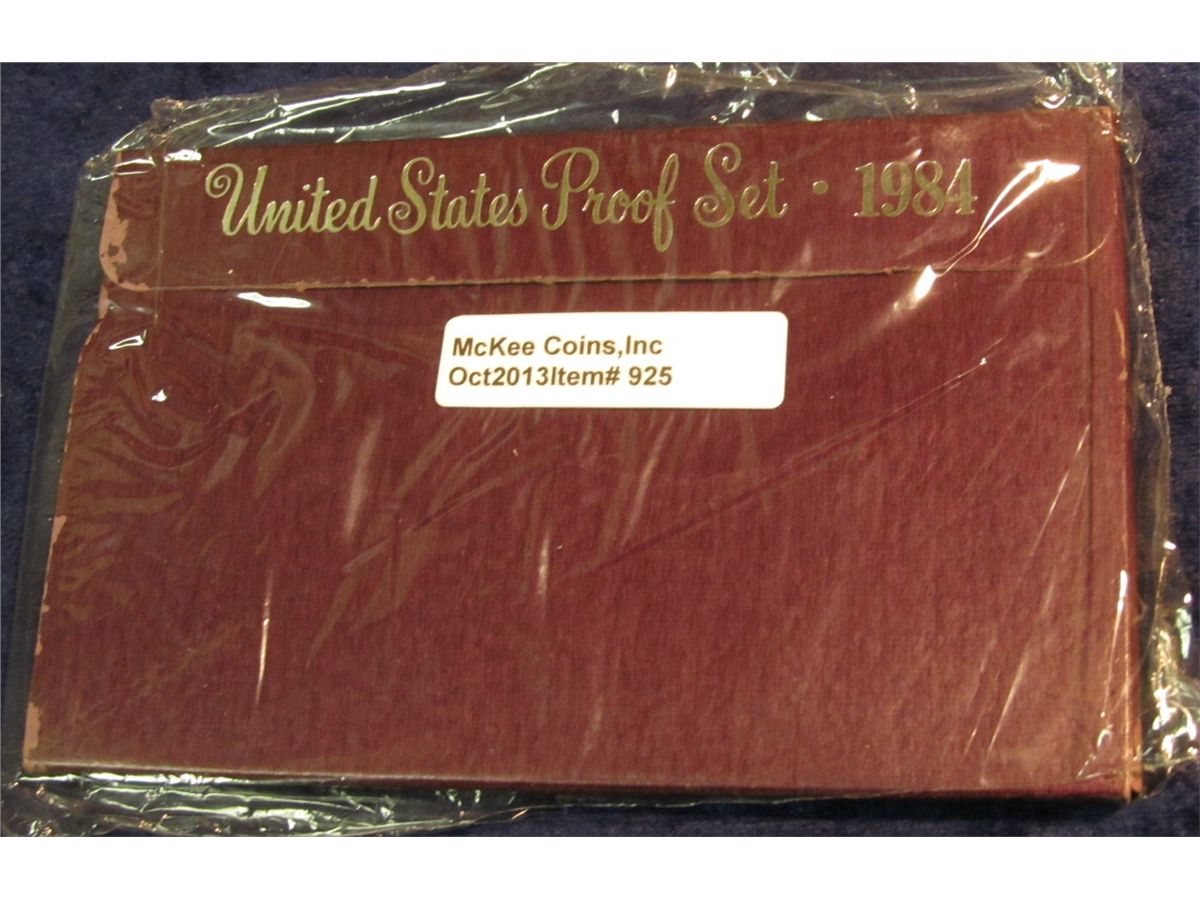 United States Proof Set · 1984
McKee Coins,Inc
Oct2013Item# 925